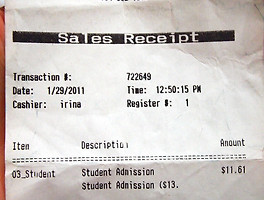 Sales Receipt
Transaction #: 722649
Date: 1/29/2011 Time: 12:50:15 PM
Cashier: irina Register #: 1
Item Description Amount
03_Student Student Admission $11.61
Student Admission ($13.